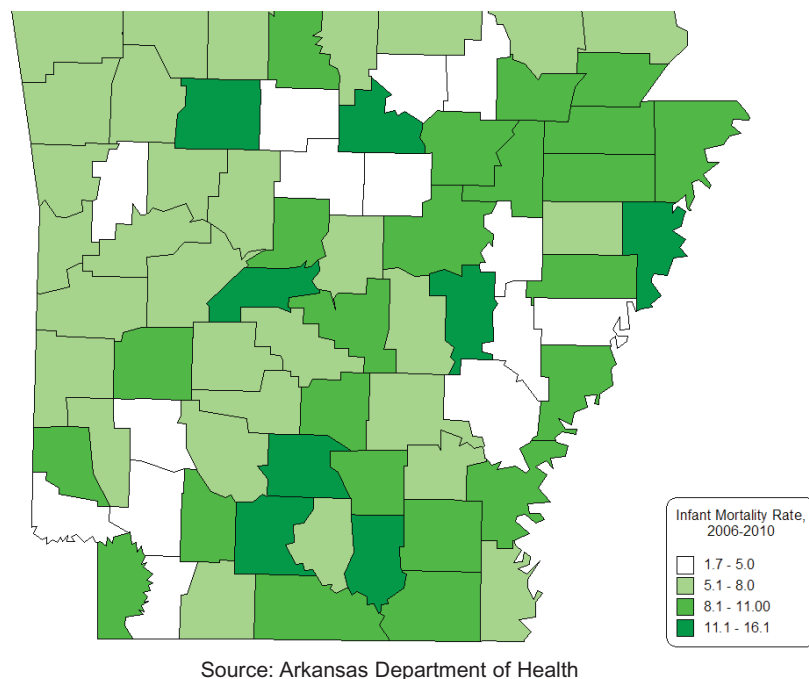 Infant Mortality Rate,
2006-2010
1.7 - 5.0
5.1 - 8.0
8.1 - 11.00
11.1 - 16.1
Source: Arkansas Department of Health